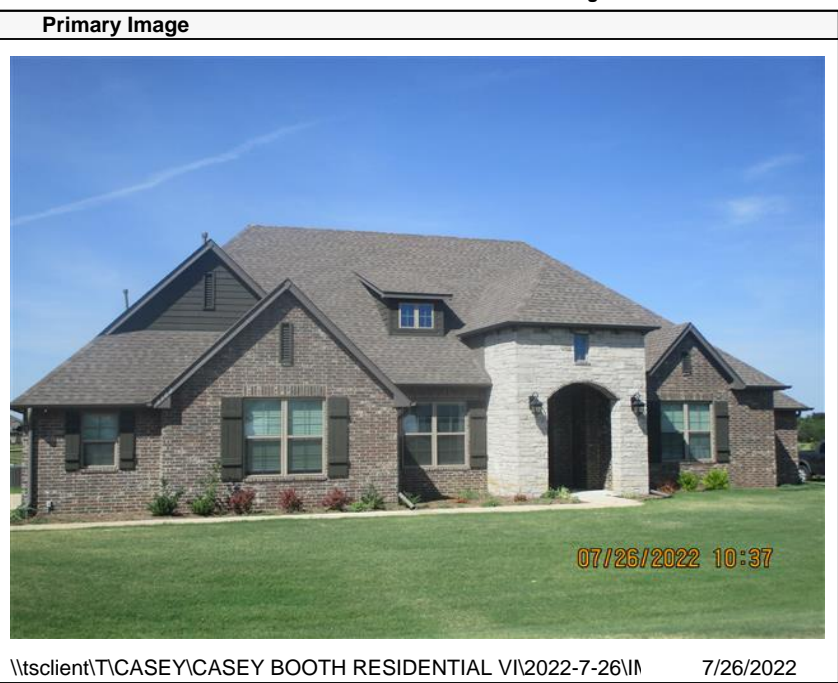 Primary Image
07/26/2022 10:37
\\tsclient\T\CASEY\CASEY BOOTH RESIDENTIAL VI\2022-7-26\I 7/26/2022